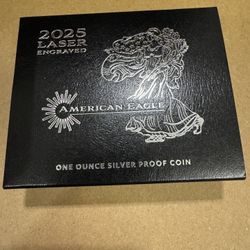 2025
LASER
ENGRAVED
AMERICAN EAGLE
ONE OUNCE SILVER PROOF COIN